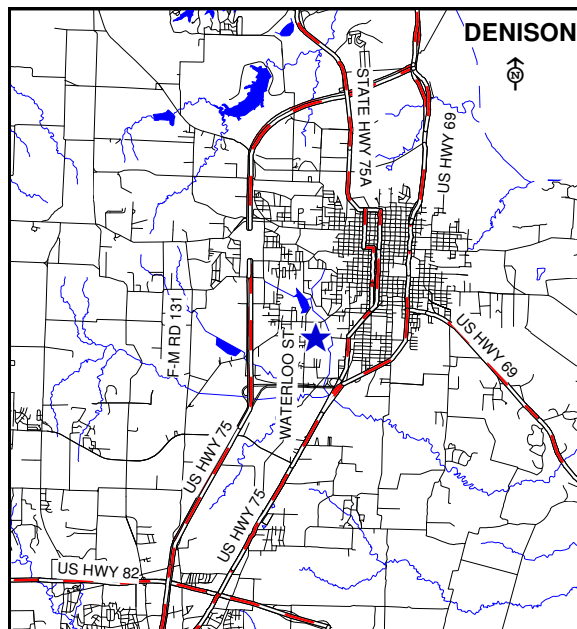 DENISON
N
STATE HWY 75A
US HWY 69
F-M RD 131
WATERLOO ST
US HWY 69
US HWY 75
US HWY 75
US HWY 82